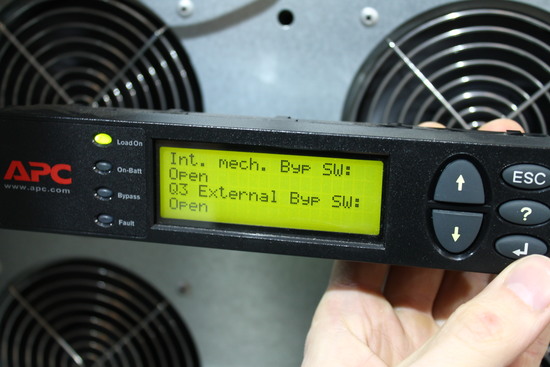 Load On
On-Batt
Bypass
Fault
APC
www.apc.com
Int. mech. Byp SW:
Open
Q3 External Byp SW:
Open
ESC
?